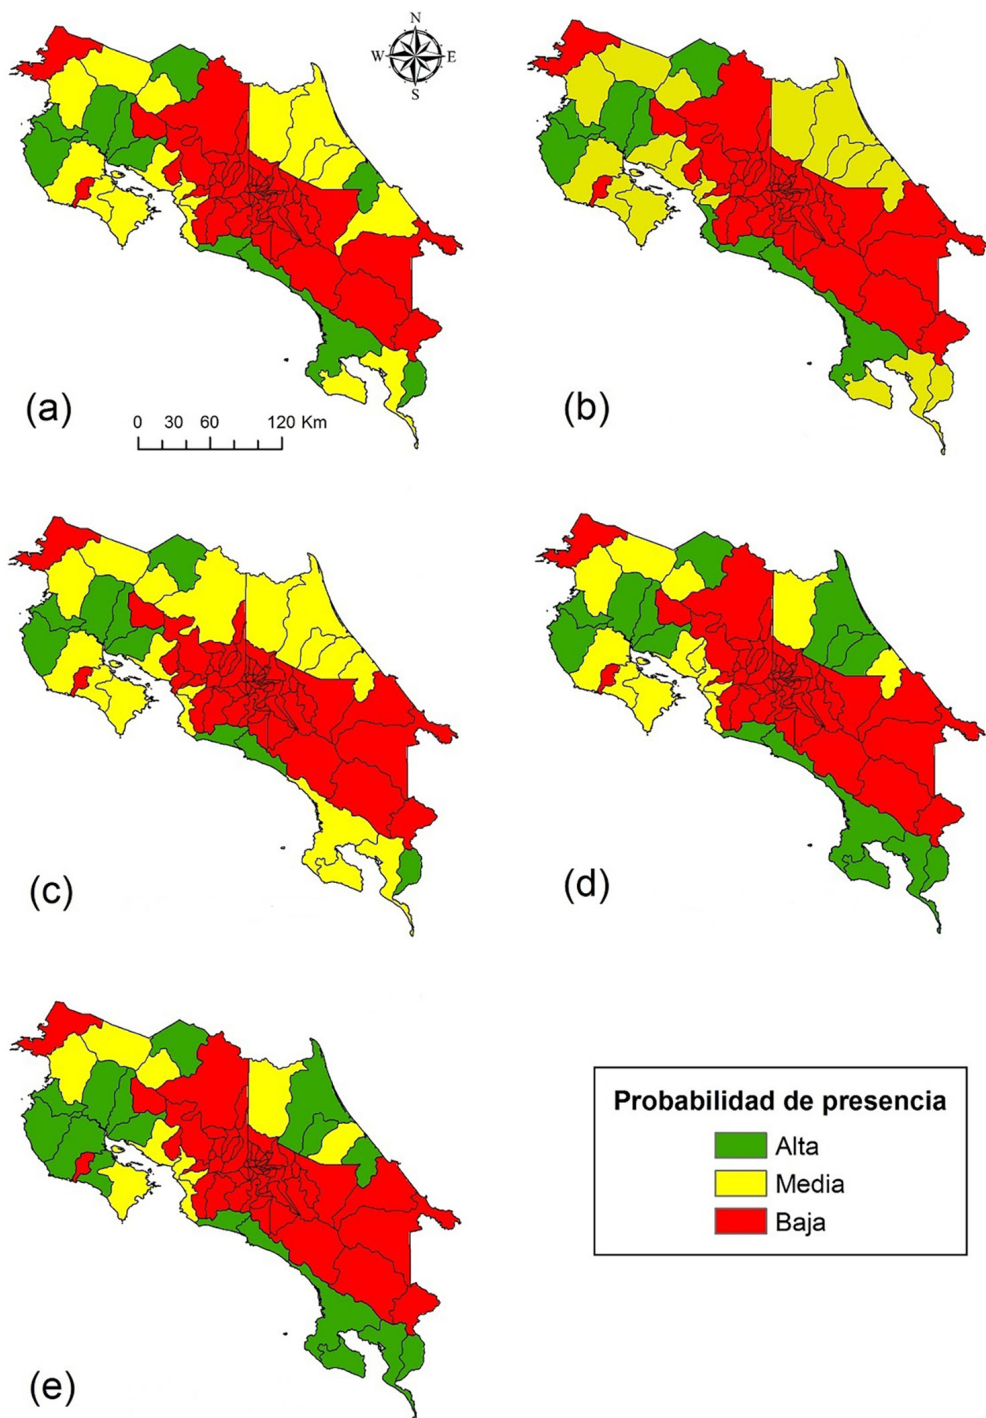 N
W E
S
(a)
0 30 60 120 Km
(b)
(c)
(d)
(e)
Probabilidad de presencia
Alta
Media
Baja